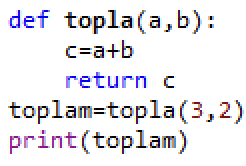 def topla(a,b):
    c=a+b
    return c
toplam=topla(3,2)
print(toplam)